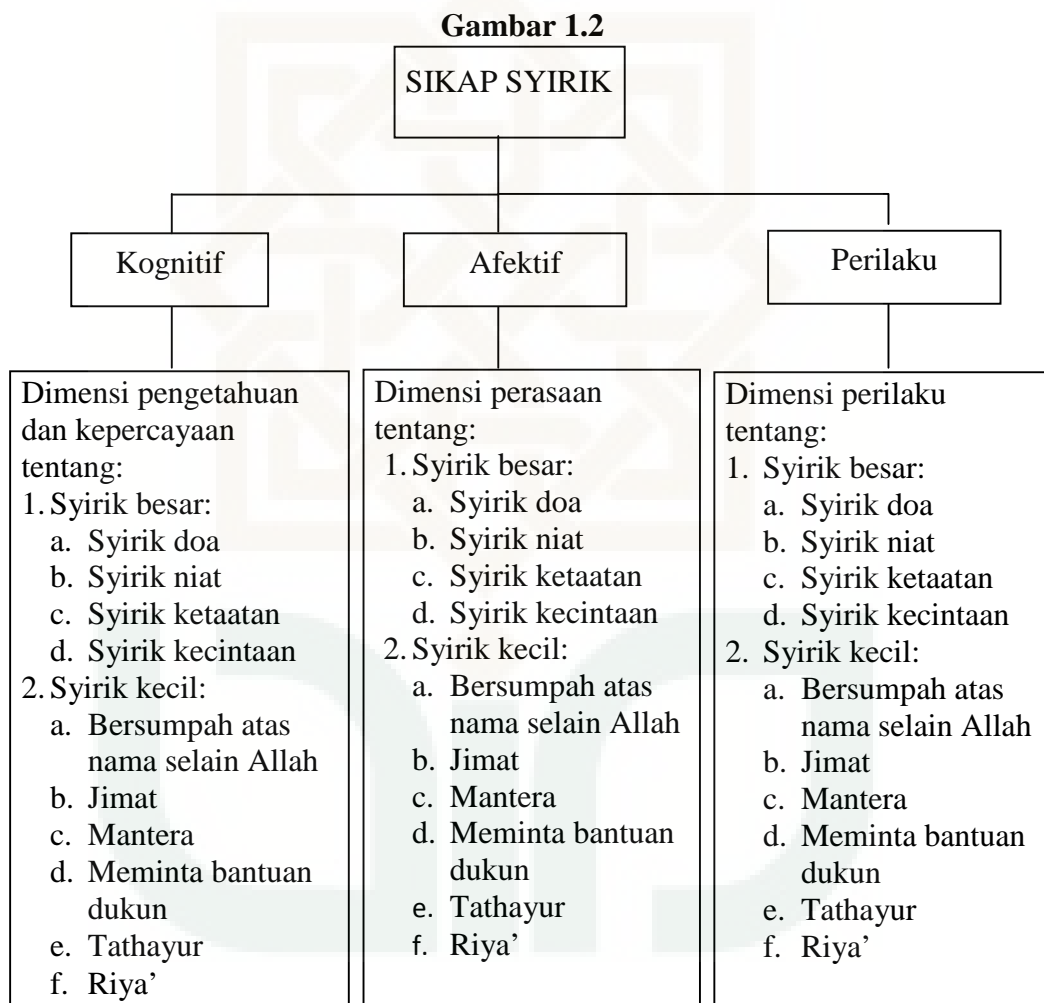 Gambar 1.2
SIKAP SYIRIK
Kognitif
Afektif
Perilaku
Dimensi pengetahuan
dan kepercayaan
tentang:
1. Syirik besar:
a. Syirik doa
b. Syirik niat
c. Syirik ketaatan
d. Syirik kecintaan
2. Syirik kecil:
a. Bersumpah atas
nama selain Allah
b. Jimat
c. Mantera
d. Meminta bantuan
dukun
e. Tathayur
f. Riya’
Dimensi perasaan
tentang:
1. Syirik besar:
a. Syirik doa
b. Syirik niat
c. Syirik ketaatan
d. Syirik kecintaan
2. Syirik kecil:
a. Bersumpah atas
nama selain Allah
b. Jimat
c. Mantera
d. Meminta bantuan
dukun
e. Tathayur
f. Riya’
Dimensi perilaku
tentang:
1. Syirik besar:
a. Syirik doa
b. Syirik niat
c. Syirik ketaatan
d. Syirik kecintaan
2. Syirik kecil:
a. Bersumpah atas
nama selain Allah
b. Jimat
c. Mantera
d. Meminta bantuan
dukun
e. Tathayur
f. Riya’